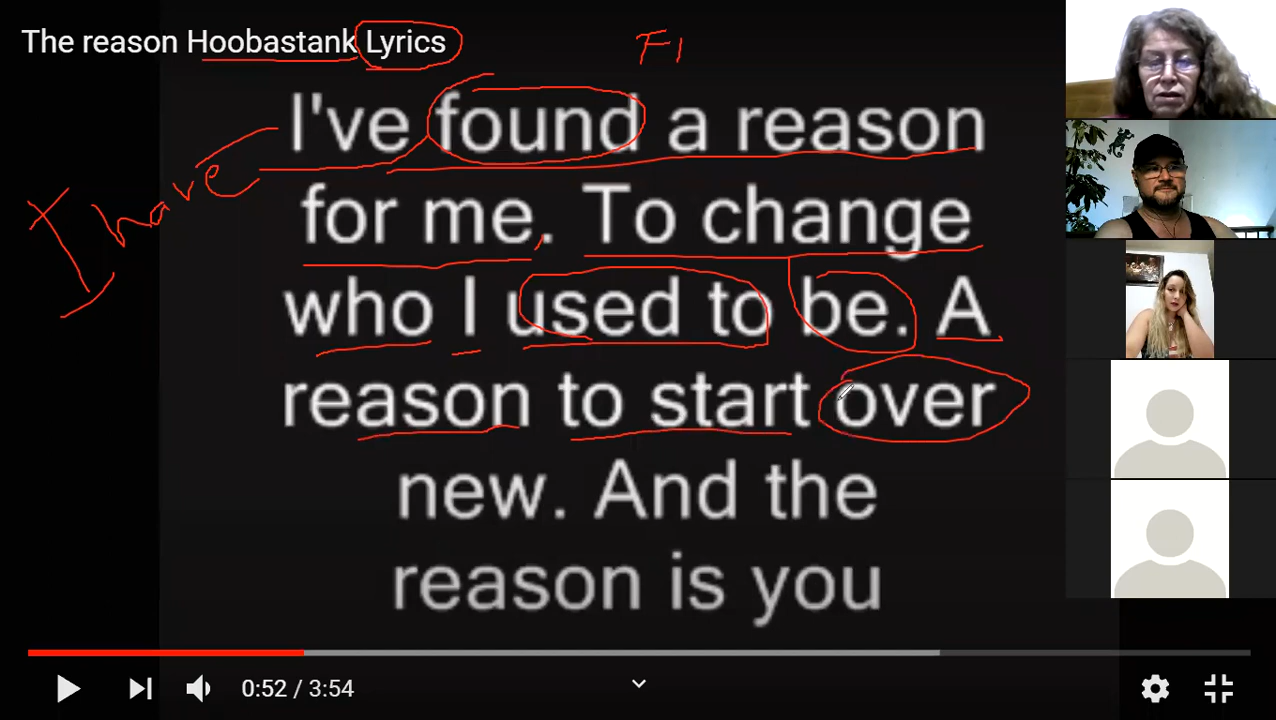 The reason Hoobastank Lyrics
FI
I've found a reason
I have
for me. To change
who I used to be. A
reason to start over
new. And the
reason is you
0:52 / 3:54